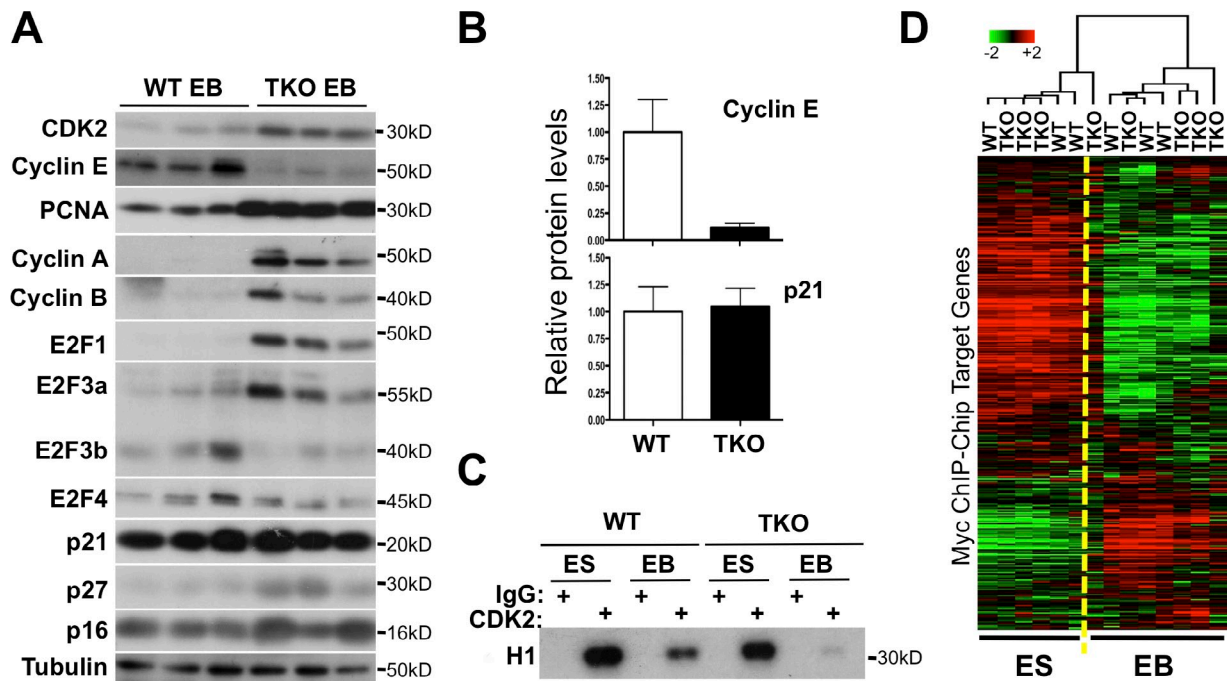 A
WT EB TKO EB
CDK2 -30kD
Cyclin E -50kD
PCNA -30kD
Cyclin A -50kD
Cyclin B -40kD
E2F1 -50kD
E2F3a -55kD
E2F3b -40kD
E2F4 -45kD
p21 -20kD
p27 -30kD
p16 -16kD
Tubulin -50kD
B
Relative protein levels
Cyclin E
1.50
1.25
1.00
0.75
0.50
0.25
0.00
p21
1.50
1.25
1.00
0.75
0.50
0.25
0.00
WT TKO
C
WT TKO
ES EB ES EB
IgG: + + + +
CDK2: + + + +
H1 -30kD
D
-2 +2
WT TKO TKO TKO WT WT TKO WT TKO WT WT TKO TKO TKO
Myc ChIP-Chip Target Genes
ES EB